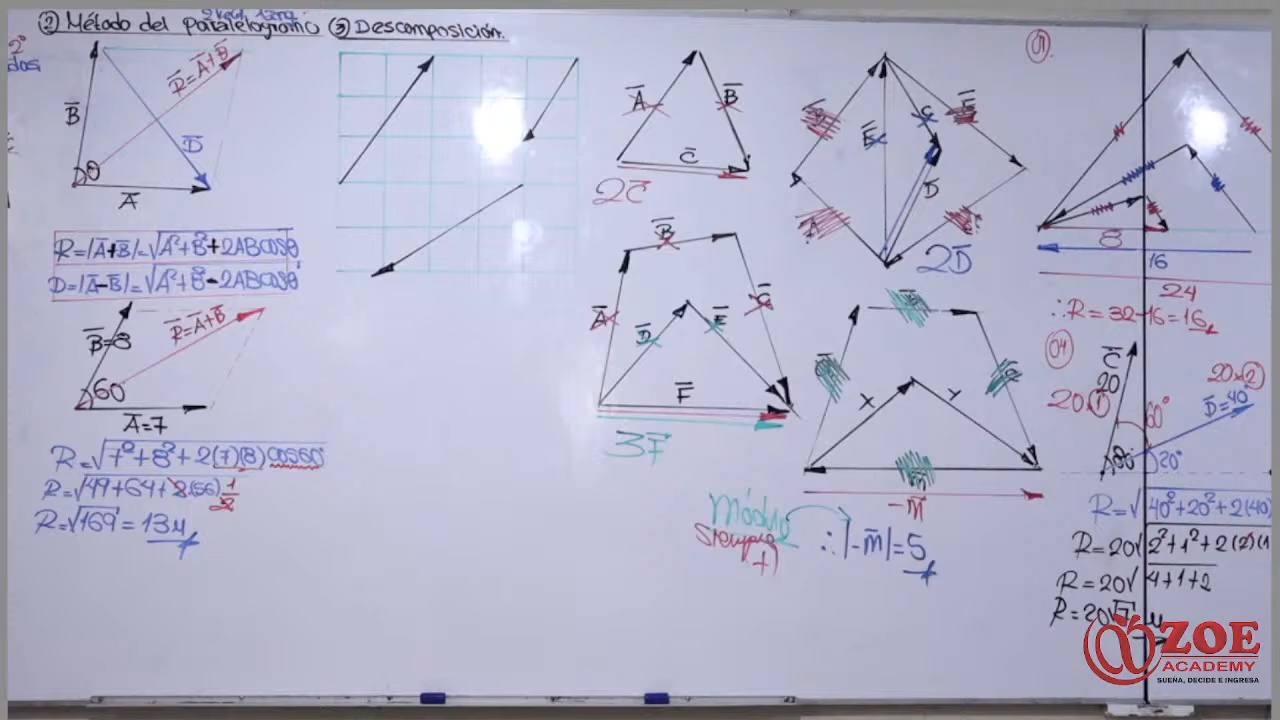 ② Método del Paralelogramo ③ Descomposición.
R̅=A̅+B̅
B̅
D̅
θ
A̅
R=|A̅+B̅|=√A²+B²+2ABCosθ
D=|A̅-B̅|=√A²+B²-2ABCosθ
B̅=8
R̅=A̅+B̅
60°
A̅=7
R=√7²+8²+2(7)(8)Cos60°
R=√49+64+2(56)1/2
R=√169=13u
A̅ B̅
C̅
2C̅
B̅
A̅ C̅
D̅ E̅
F̅
3F̅
E̅ C̅
D̅
2D̅
X Y
-m̅
Módulo
Siempre
+)
∴|-m̅|=5
01.
8
16
24
∴R=32-16=16
04
C̅
20
20×1
60°
20×2
D̅=40
80°
20°
R=√40²+20²+2(40)
R=20√2²+1²+2(2)(1
R=20√4+1+2
R=20√7 u
ZOE
ACADEMY
SUEÑA, DECIDE E INGRESA